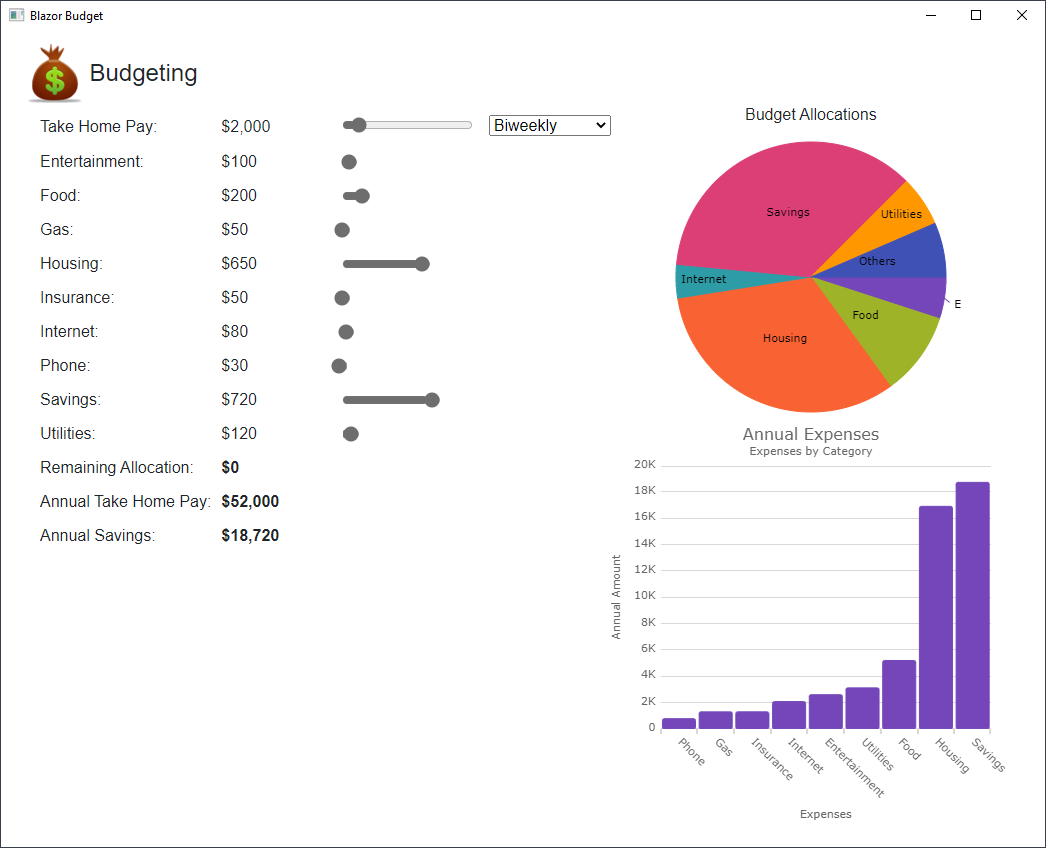 Blazor Budget
Budgeting
Take Home Pay: $2,000 Biweekly
Entertainment: $100
Food: $200
Gas: $50
Housing: $650
Insurance: $50
Internet: $80
Phone: $30
Savings: $720
Utilities: $120
Remaining Allocation: $0
Annual Take Home Pay: $52,000
Annual Savings: $18,720
Budget Allocations
Savings
Utilities
Others
Internet
E
Food
Housing
Annual Expenses
Expenses by Category
20K
18K
16K
14K
12K
10K
8K
6K
4K
2K
0
Annual Amount
Phone
Gas
Insurance
Internet
Entertainment
Utilities
Food
Housing
Savings
Expenses